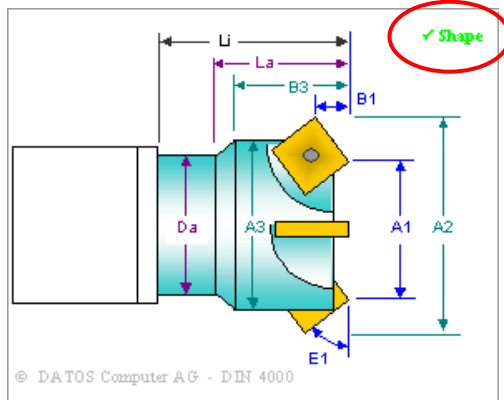 Li
✓ Shape
La
B3
B1
Da
A3
A1
A2
E1
© DATOS Computer AG - DIN 4000